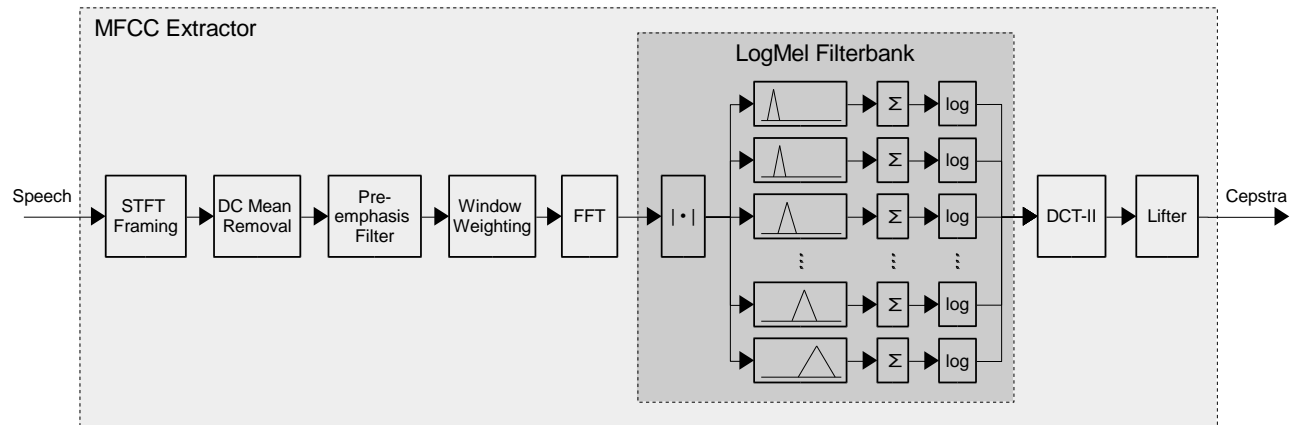 MFCC Extractor
LogMel Filterbank
Speech
STFT
Framing
DC Mean
Removal
Pre-
emphasis
Filter
Window
Weighting
FFT
| • |
Σ
log
Σ
log
Σ
log
Σ
log
Σ
log
DCT-II
Lifter
Cepstra